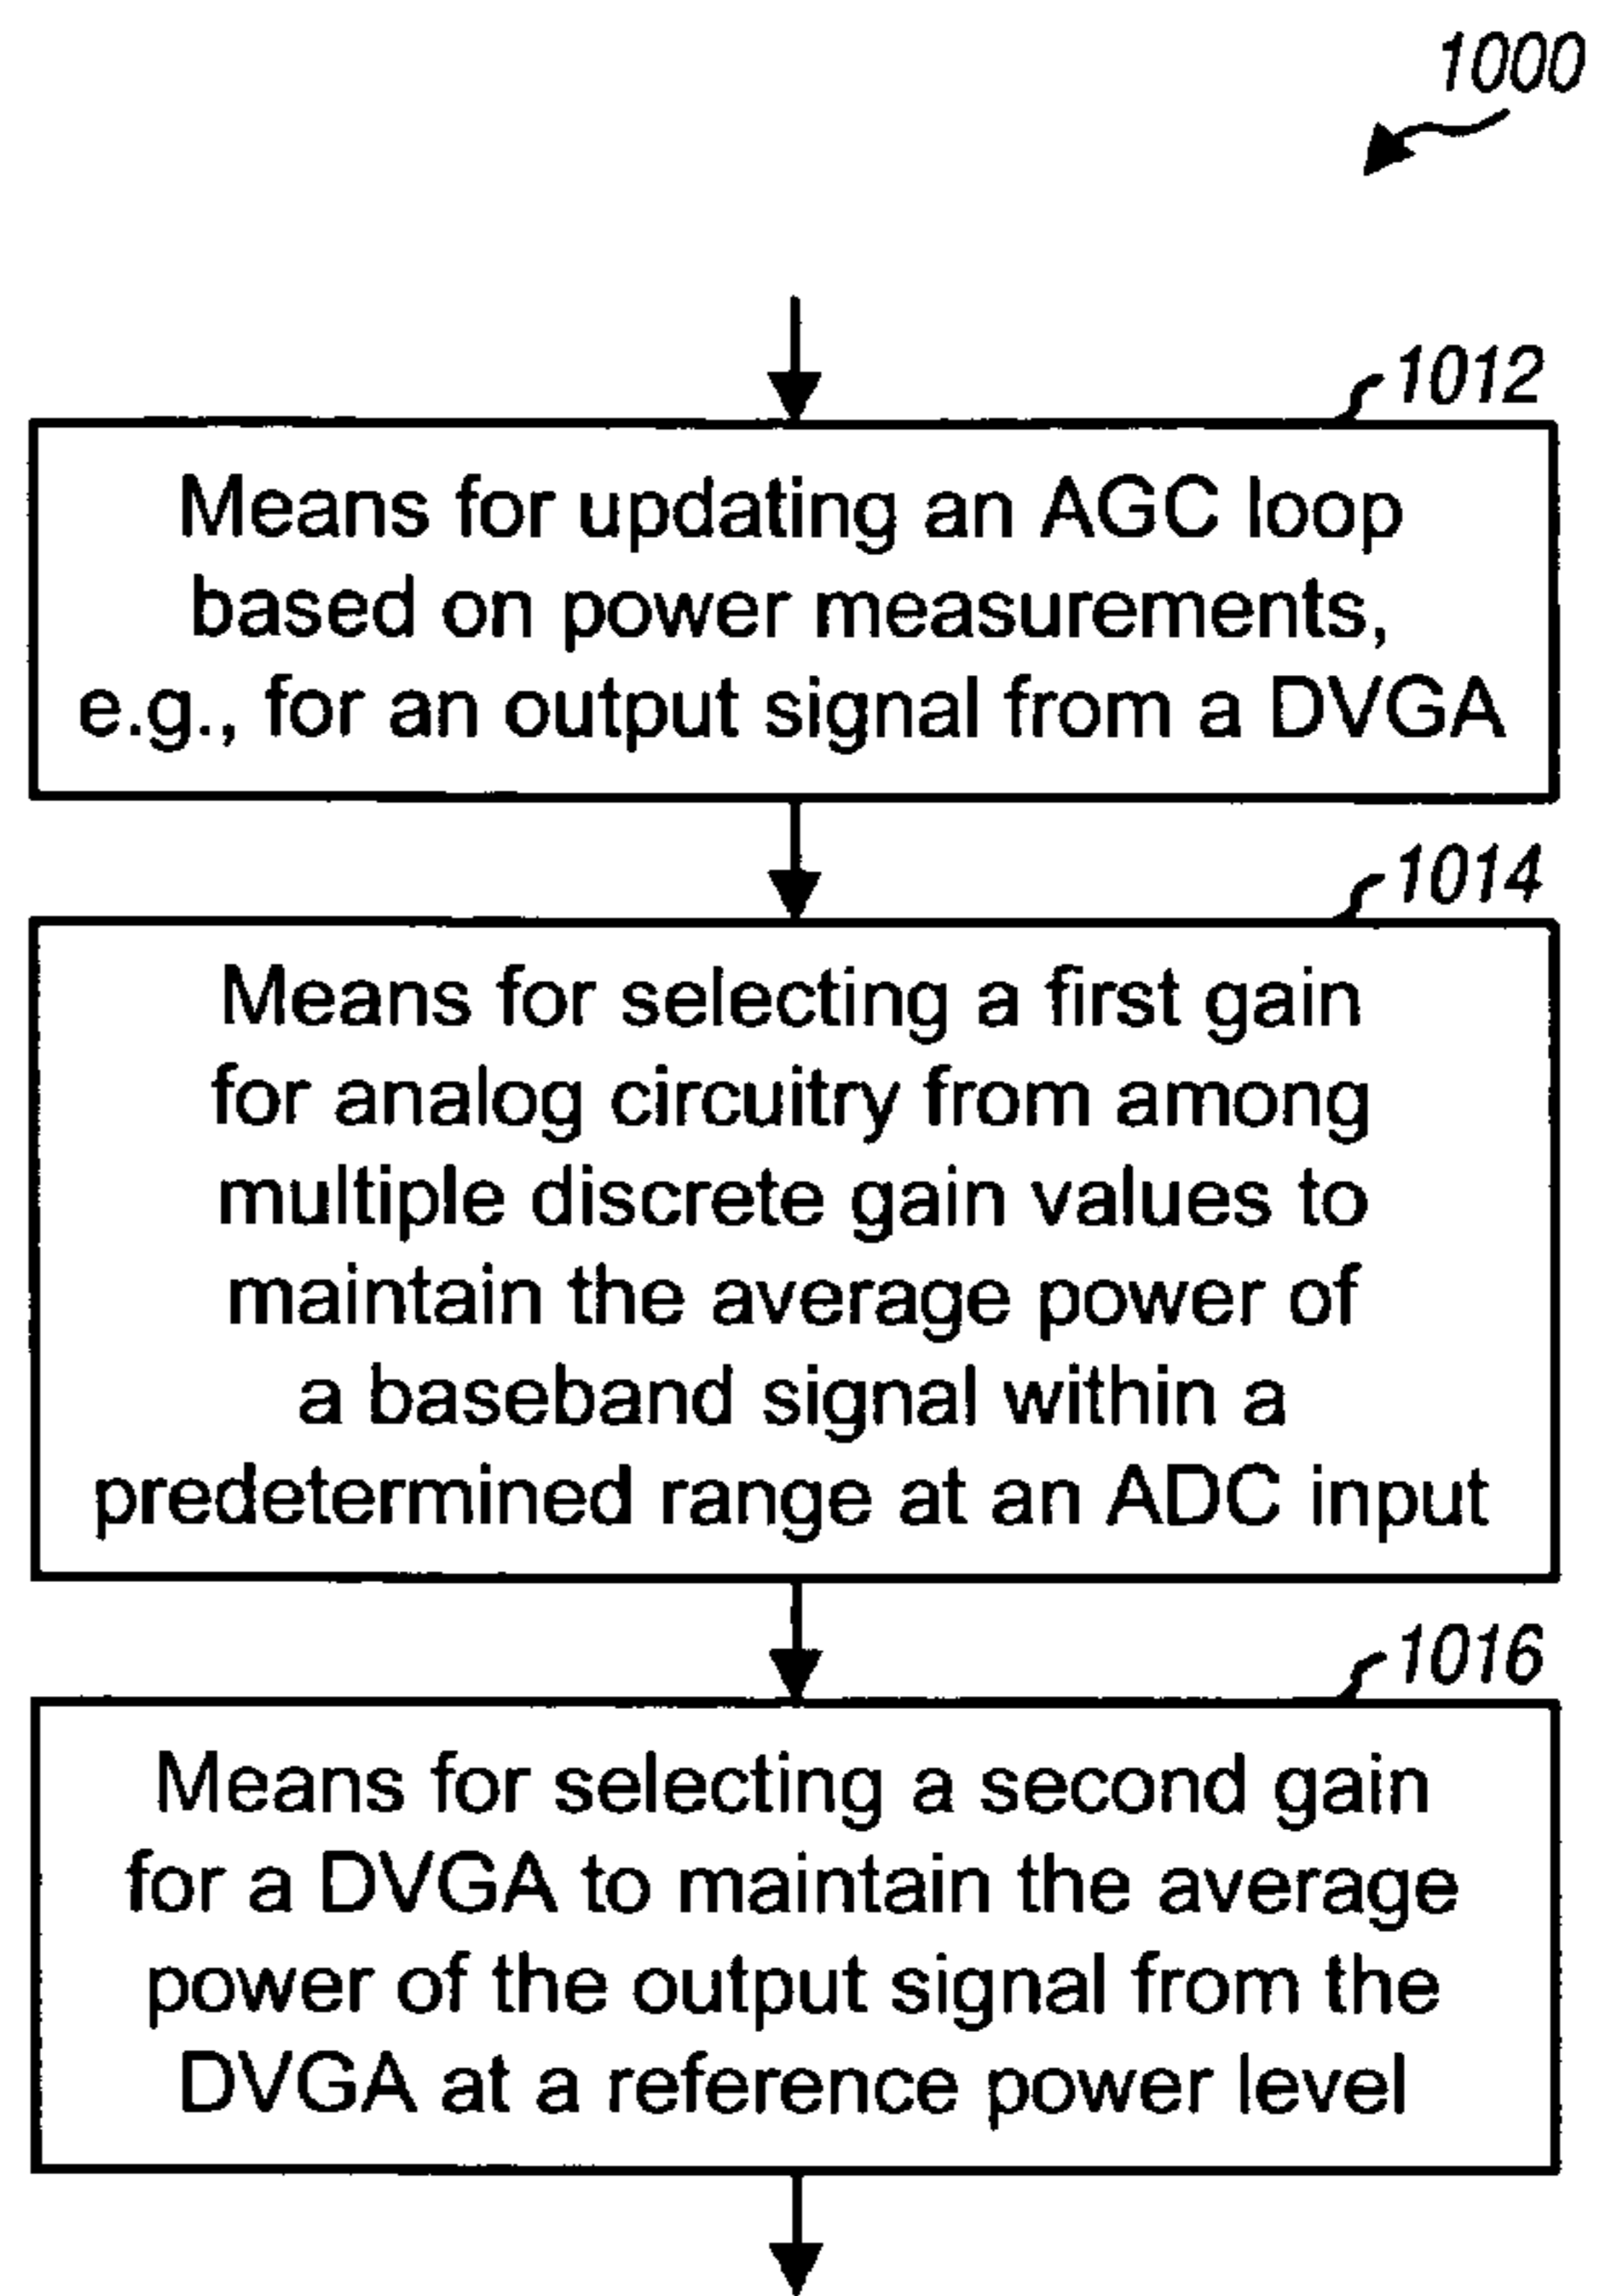 1000
1012
Means for updating an AGC loop
based on power measurements,
e.g., for an output signal from a DVGA
1014
Means for selecting a first gain
for analog circuitry from among
multiple discrete gain values to
maintain the average power of
a baseband signal within a
predetermined range at an ADC input
1016
Means for selecting a second gain
for a DVGA to maintain the average
power of the output signal from the
DVGA at a reference power level